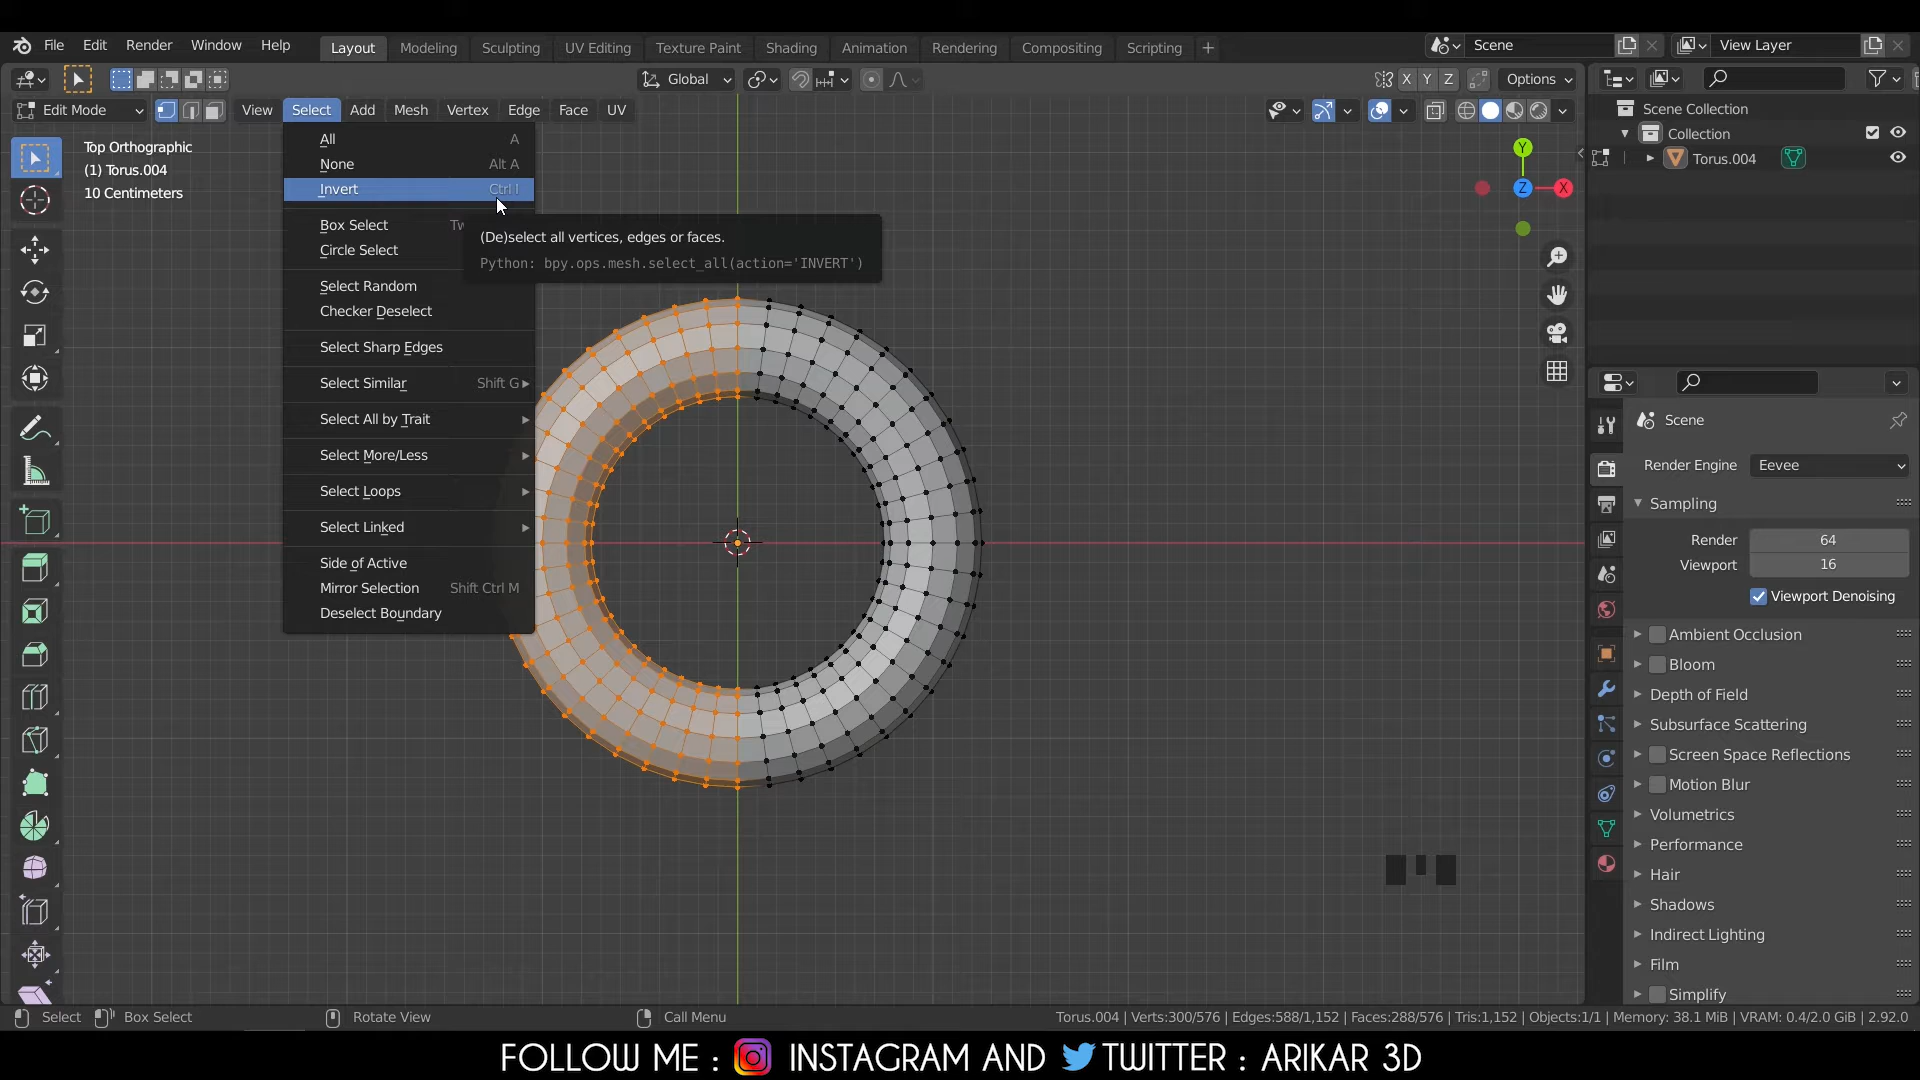 File Edit Render Window Help Layout Modeling Sculpting UV Editing Texture Paint Shading Animation Rendering Compositing Scripting + Scene View Layer
Global X Y Z Options
Edit Mode View Select Add Mesh Vertex Edge Face UV
Top Orthographic
(1) Torus.004
10 Centimeters
All A
None Alt A
Invert Ctrl I
Box Select
Circle Select
Select Random
Checker Deselect
Select Sharp Edges
Select Similar Shift G
Select All by Trait
Select More/Less
Select Loops
Select Linked
Side of Active
Mirror Selection Shift Ctrl M
Deselect Boundary
(De)select all vertices, edges or faces.
Python: bpy.ops.mesh.select_all(action='INVERT')
Y
Z X
Scene Collection
Collection
Torus.004
Scene
Render Engine Eevee
Sampling
Render 64
Viewport 16
Viewport Denoising
Ambient Occlusion
Bloom
Depth of Field
Subsurface Scattering
Screen Space Reflections
Motion Blur
Volumetrics
Performance
Hair
Shadows
Indirect Lighting
Film
Simplify
Select Box Select Rotate View Call Menu Torus.004 | Verts:300/576 | Edges:588/1,152 | Faces:288/576 | Tris:1,152 | Objects:1/1 | Memory: 38.1 MiB | VRAM: 0.4/2.0 GiB | 2.92.0
FOLLOW ME : INSTAGRAM AND TWITTER : ARIKAR 3D